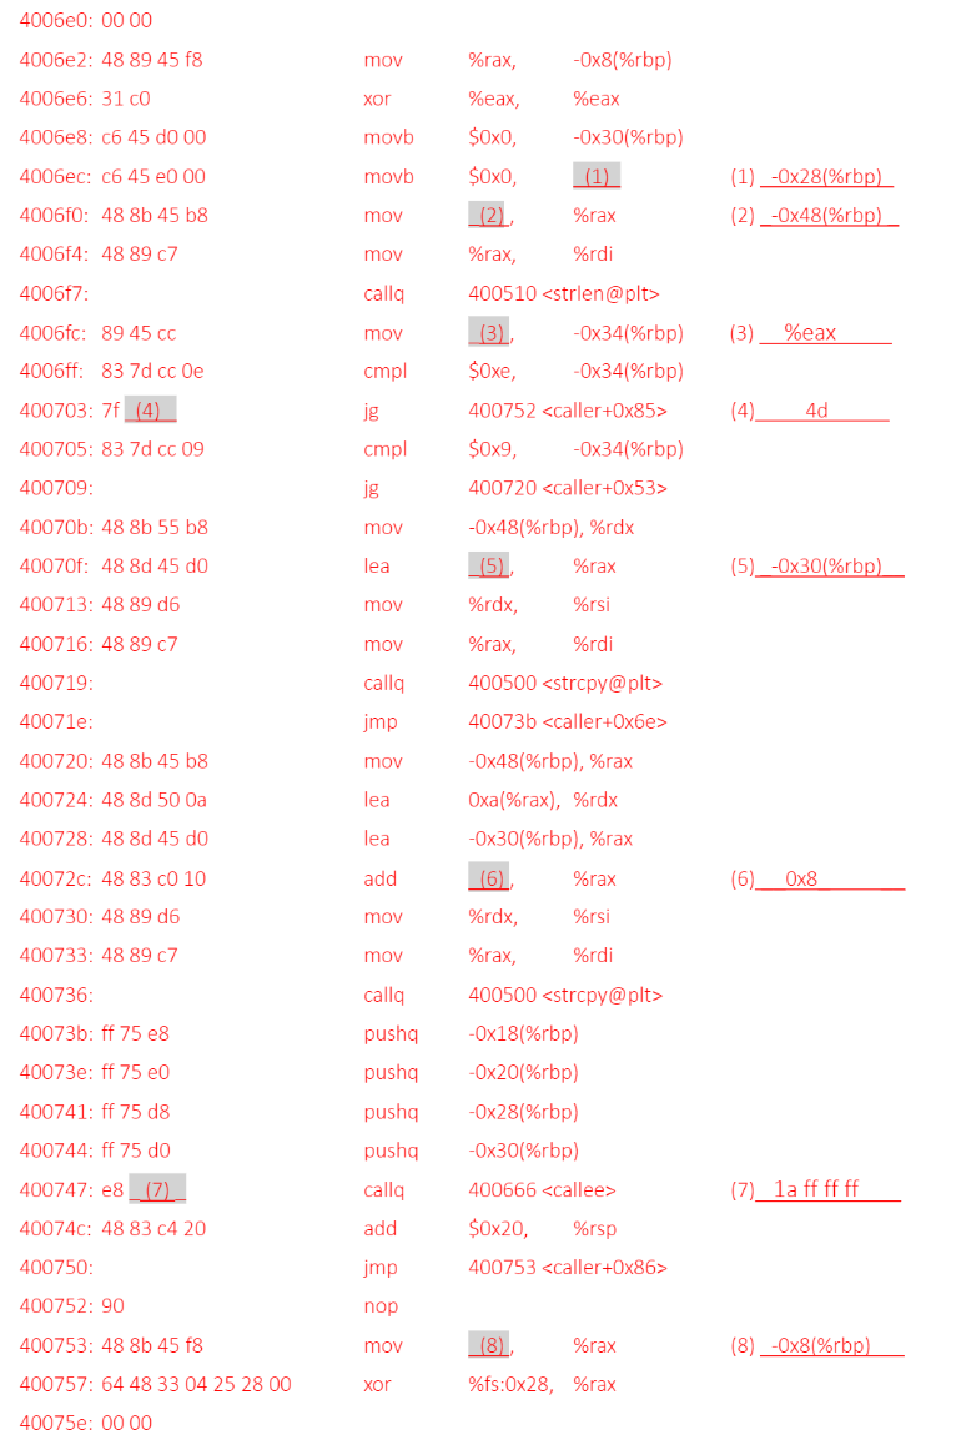 4006e0: 00 00
4006e2: 48 89 45 f8 mov %rax, -0x8(%rbp)
4006e6: 31 c0 xor %eax, %eax
4006e8: c6 45 d0 00 movb $0x0, -0x30(%rbp)
4006ec: c6 45 e0 00 movb $0x0, (1) (1) -0x28(%rbp)
4006f0: 48 8b 45 b8 mov (2), %rax (2) -0x48(%rbp)
4006f4: 48 89 c7 mov %rax, %rdi
4006f7: callq 400510 <strlen@plt>
4006fc: 89 45 cc mov (3), -0x34(%rbp) (3) %eax
4006ff: 83 7d cc 0e cmpl $0xe, -0x34(%rbp)
400703: 7f (4) jg 400752 <caller+0x85> (4) 4d
400705: 83 7d cc 09 cmpl $0x9, -0x34(%rbp)
400709: jg 400720 <caller+0x53>
40070b: 48 8b 55 b8 mov -0x48(%rbp), %rdx
40070f: 48 8d 45 d0 lea (5), %rax (5) -0x30(%rbp)
400713: 48 89 d6 mov %rdx, %rsi
400716: 48 89 c7 mov %rax, %rdi
400719: callq 400500 <strcpy@plt>
40071e: jmp 40073b <caller+0x6e>
400720: 48 8b 45 b8 mov -0x48(%rbp), %rax
400724: 48 8d 50 0a lea 0xa(%rax), %rdx
400728: 48 8d 45 d0 lea -0x30(%rbp), %rax
40072c: 48 83 c0 10 add (6), %rax (6) 0x8
400730: 48 89 d6 mov %rdx, %rsi
400733: 48 89 c7 mov %rax, %rdi
400736: callq 400500 <strcpy@plt>
40073b: ff 75 e8 pushq -0x18(%rbp)
40073e: ff 75 e0 pushq -0x20(%rbp)
400741: ff 75 d8 pushq -0x28(%rbp)
400744: ff 75 d0 pushq -0x30(%rbp)
400747: e8 (7) callq 400666 <callee> (7) 1a ff ff ff
40074c: 48 83 c4 20 add $0x20, %rsp
400750: jmp 400753 <caller+0x86>
400752: 90 nop
400753: 48 8b 45 f8 mov (8), %rax (8) -0x8(%rbp)
400757: 64 48 33 04 25 28 00 xor %fs:0x28, %rax
40075e: 00 00